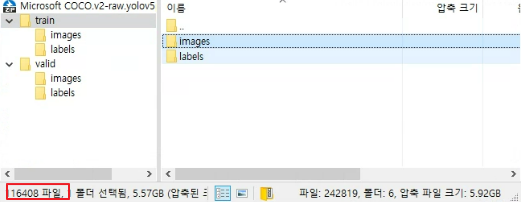 Microsoft COCO.v2-raw.yolov5
train
images
labels
valid
images
labels
이름
압축 크기
..
images
labels
16408 파일, 폴더 선택됨, 5.57GB (압축된
파일: 242819, 폴더: 6, 압축 파일 크기: 5.92GB